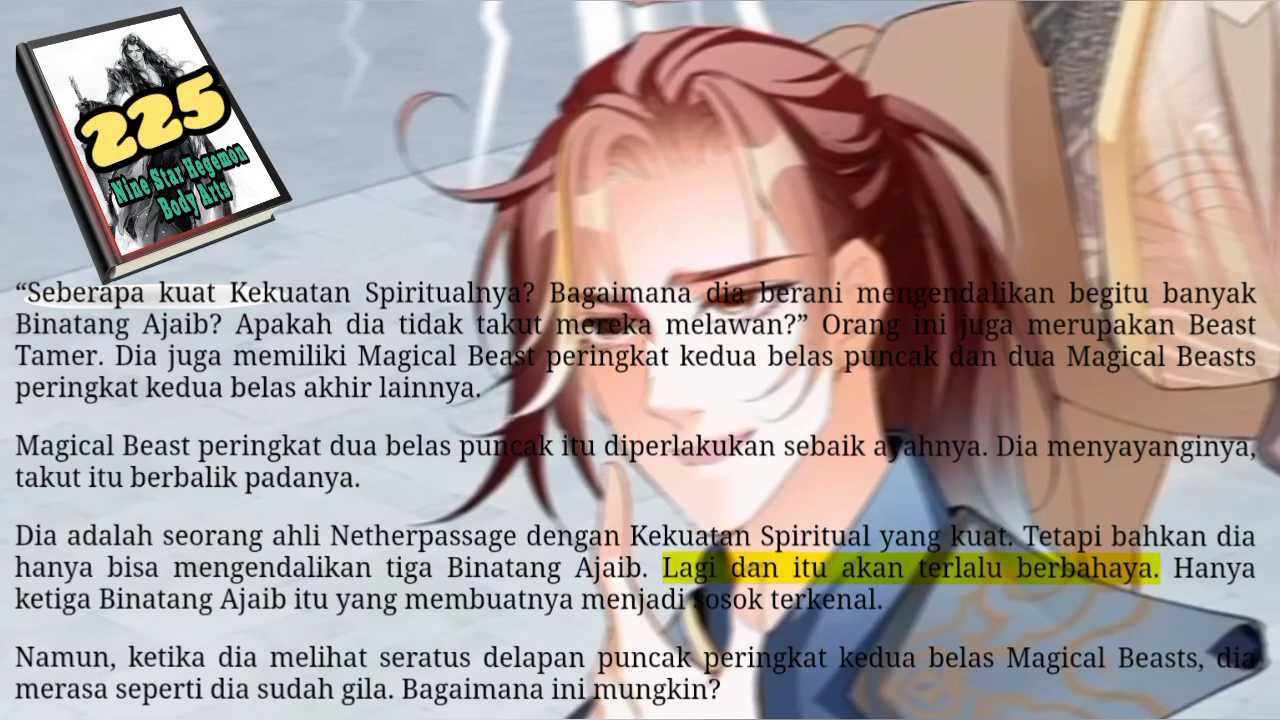 225
Nine Star Hegemon
Body Arts
“Seberapa kuat Kekuatan Spiritualnya? Bagaimana dia berani mengendalikan begitu banyak
Binatang Ajaib? Apakah dia tidak takut mereka melawan?” Orang ini juga merupakan Beast
Tamer. Dia juga memiliki Magical Beast peringkat kedua belas puncak dan dua Magical Beasts
peringkat kedua belas akhir lainnya.
Magical Beast peringkat dua belas puncak itu diperlakukan sebaik ayahnya. Dia menyayanginya,
takut itu berbalik padanya.
Dia adalah seorang ahli Netherpassage dengan Kekuatan Spiritual yang kuat. Tetapi bahkan dia
hanya bisa mengendalikan tiga Binatang Ajaib. Lagi dan itu akan terlalu berbahaya. Hanya
ketiga Binatang Ajaib itu yang membuatnya menjadi sosok terkenal.
Namun, ketika dia melihat seratus delapan puncak peringkat kedua belas Magical Beasts, dia
merasa seperti dia sudah gila. Bagaimana ini mungkin?